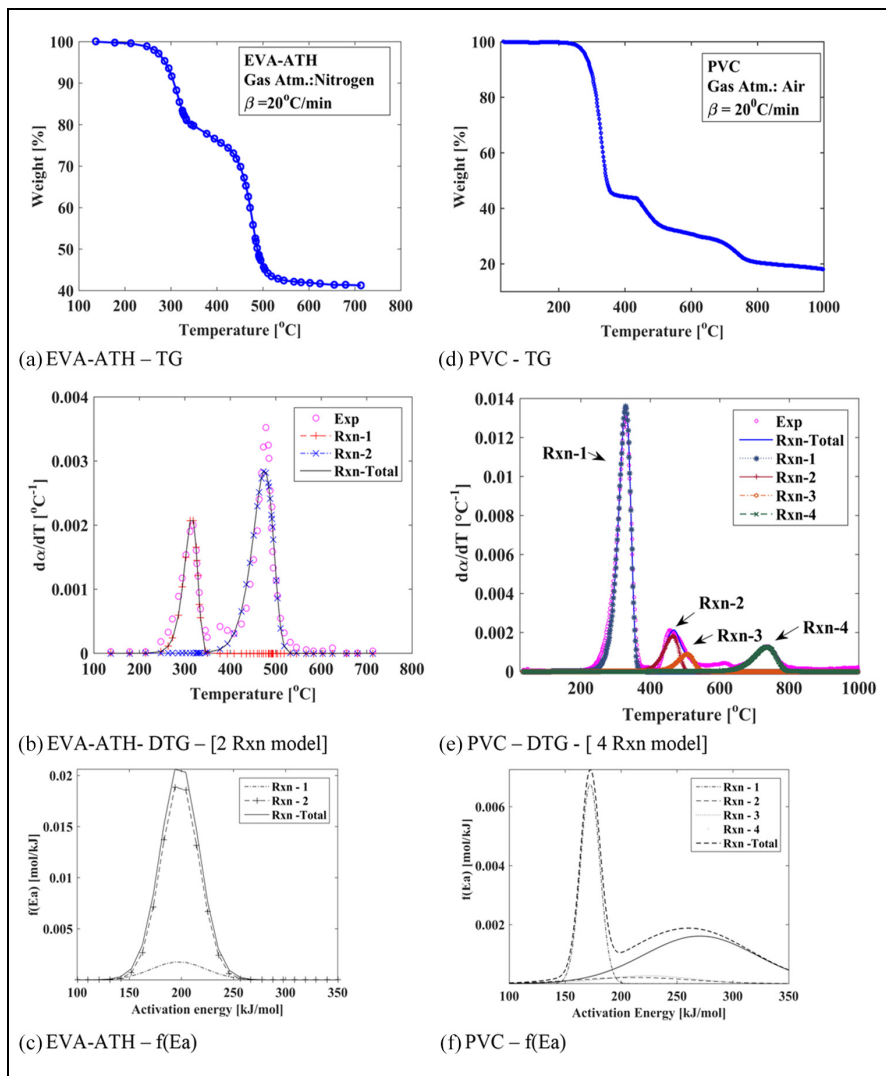 100
90
80
70
60
50
40
Weight [%]
EVA-ATH
Gas Atm.:Nitrogen
β =20°C/min
100 200 300 400 500 600 700 800
Temperature [°C]
(a) EVA-ATH – TG
100
80
60
40
20
Weight [%]
PVC
Gas Atm.: Air
β = 20⁰C/min
200 400 600 800 1000
Temperature [°C]
(d) PVC - TG
0.004
0.003
0.002
0.001
0
dα/dT [°C⁻¹]
Exp
Rxn-1
Rxn-2
Rxn-Total
100 200 300 400 500 600 700 800
Temperature [°C]
(b) EVA-ATH- DTG – [2 Rxn model]
0.014
0.012
0.01
0.008
0.006
0.004
0.002
0
dα/dT [°C⁻¹]
Exp
Rxn-Total
Rxn-1
Rxn-2
Rxn-3
Rxn-4
Rxn-1
Rxn-2
Rxn-3
Rxn-4
200 400 600 800 1000
Temperature [°C]
(e) PVC – DTG - [ 4 Rxn model]
0.02
0.015
0.01
0.005
f(Ea) [mol/kJ]
Rxn - 1
Rxn - 2
Rxn -Total
100 150 200 250 300 350
Activation energy [kJ/mol]
(c) EVA-ATH – f(Ea)
0.006
0.004
0.002
f(Ea) [mol/kJ]
Rxn - 1
Rxn - 2
Rxn - 3
Rxn - 4
Rxn -Total
100 150 200 250 300 350
Activation Energy [kJ/mol]
(f) PVC – f(Ea)